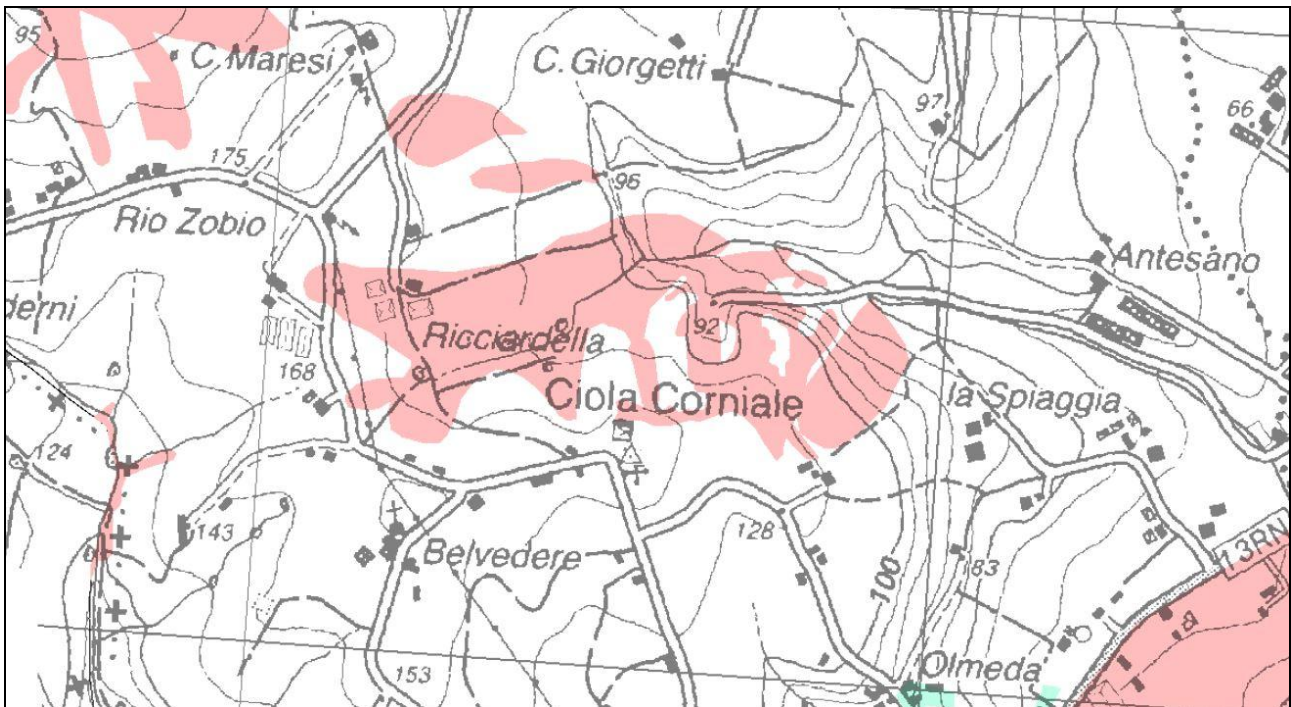 95
C. Maresi
C. Giorgetti
97
66
175
96
Rio Zobio
Antesano
derni
92
Ricciardella
168
Ciola Corniale
la Spiaggia
124
143
128
Belvedere
100
83
13RN
153
Olmeda